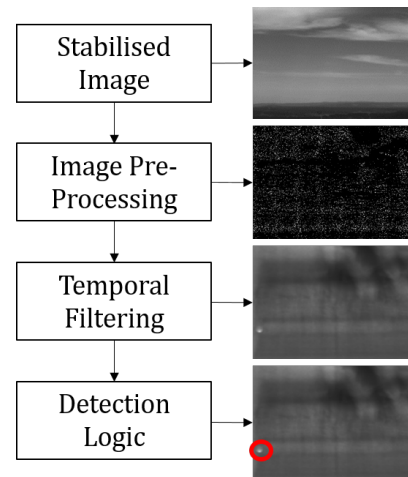 Stabilised
Image
Image Pre-
Processing
Temporal
Filtering
Detection
Logic